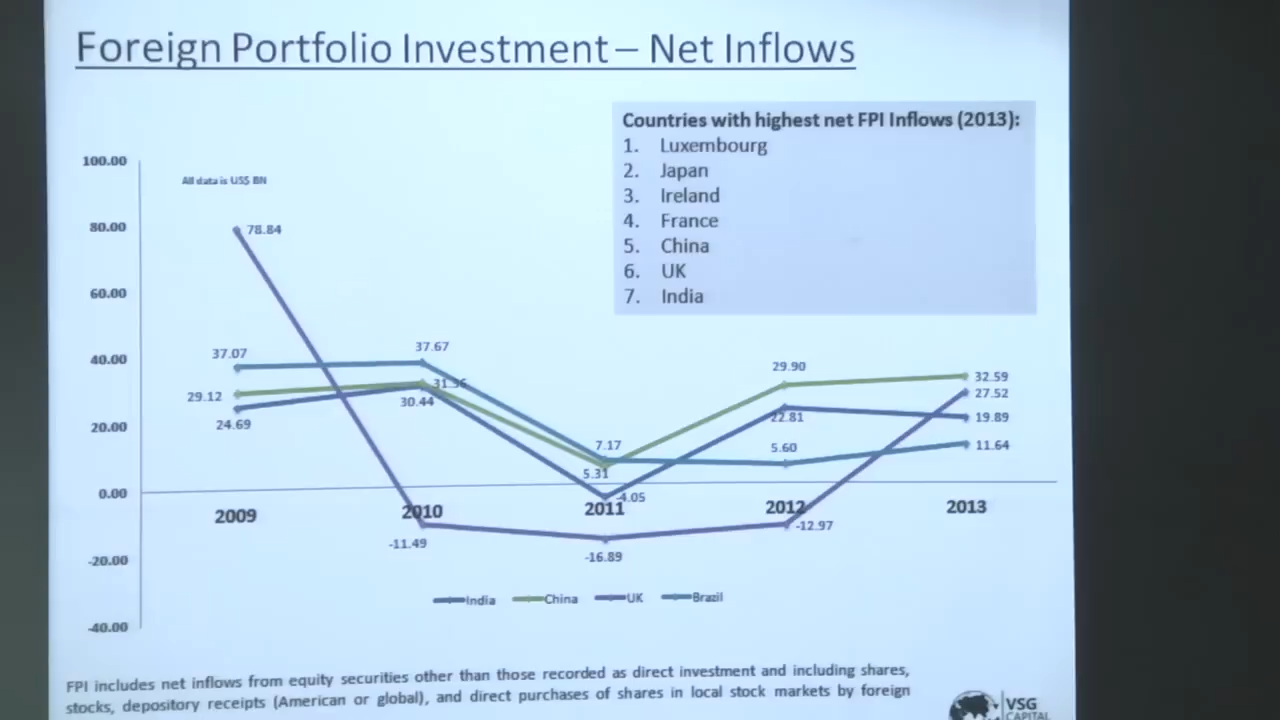 Foreign Portfolio Investment – Net Inflows
Countries with highest net FPI Inflows (2013):
1. Luxembourg
2. Japan
3. Ireland
4. France
5. China
6. UK
7. India
All data is US$ BN
100.00
80.00
60.00
40.00
20.00
0.00
-20.00
-40.00
78.84
37.07
29.12
24.69
37.67
31.96
30.44
-11.49
7.17
5.31
-4.05
-16.89
29.90
22.81
5.60
-12.97
32.59
27.52
19.89
11.64
2009 2010 2011 2012 2013
India China UK Brazil
FPI includes net inflows from equity securities other than those recorded as direct investment and including shares,
stocks, depository receipts (American or global), and direct purchases of shares in local stock markets by foreign
VSG
CAPITAL